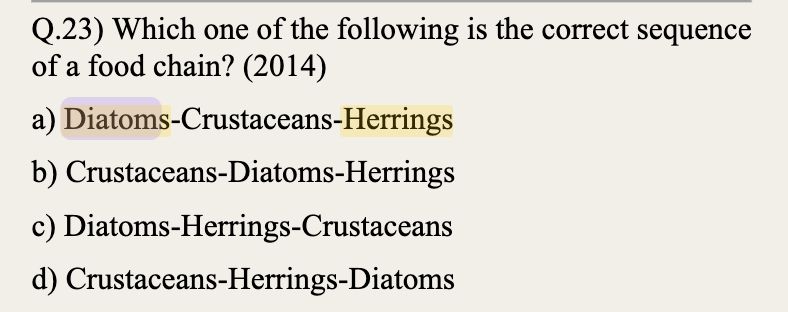 Q.23) Which one of the following is the correct sequence
of a food chain? (2014)
a) Diatoms-Crustaceans-Herrings
b) Crustaceans-Diatoms-Herrings
c) Diatoms-Herrings-Crustaceans
d) Crustaceans-Herrings-Diatoms